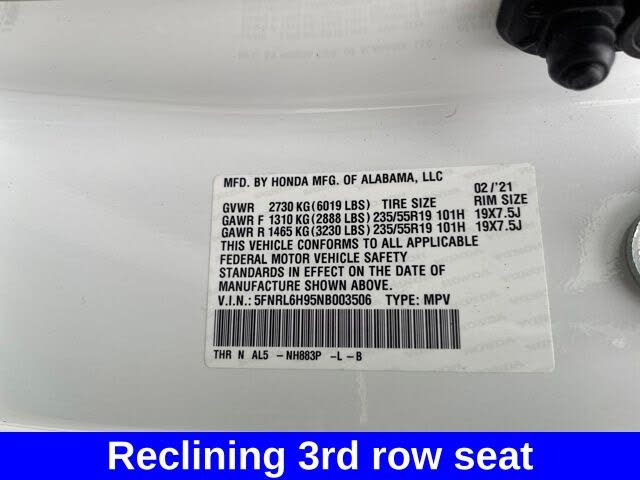 MFD. BY HONDA MFG. OF ALABAMA, LLC
02/'21
GVWR 2730 KG(6019 LBS) TIRE SIZE RIM SIZE
GAWR F 1310 KG(2888 LBS) 235/55R19 101H 19X7.5J
GAWR R 1465 KG(3230 LBS) 235/55R19 101H 19X7.5J
THIS VEHICLE CONFORMS TO ALL APPLICABLE
FEDERAL MOTOR VEHICLE SAFETY
STANDARDS IN EFFECT ON THE DATE OF
MANUFACTURE SHOWN ABOVE.
V.I.N.: 5FNRL6H95NB003506 TYPE: MPV
THR N AL5 -NH883P -L-B
Reclining 3rd row seat